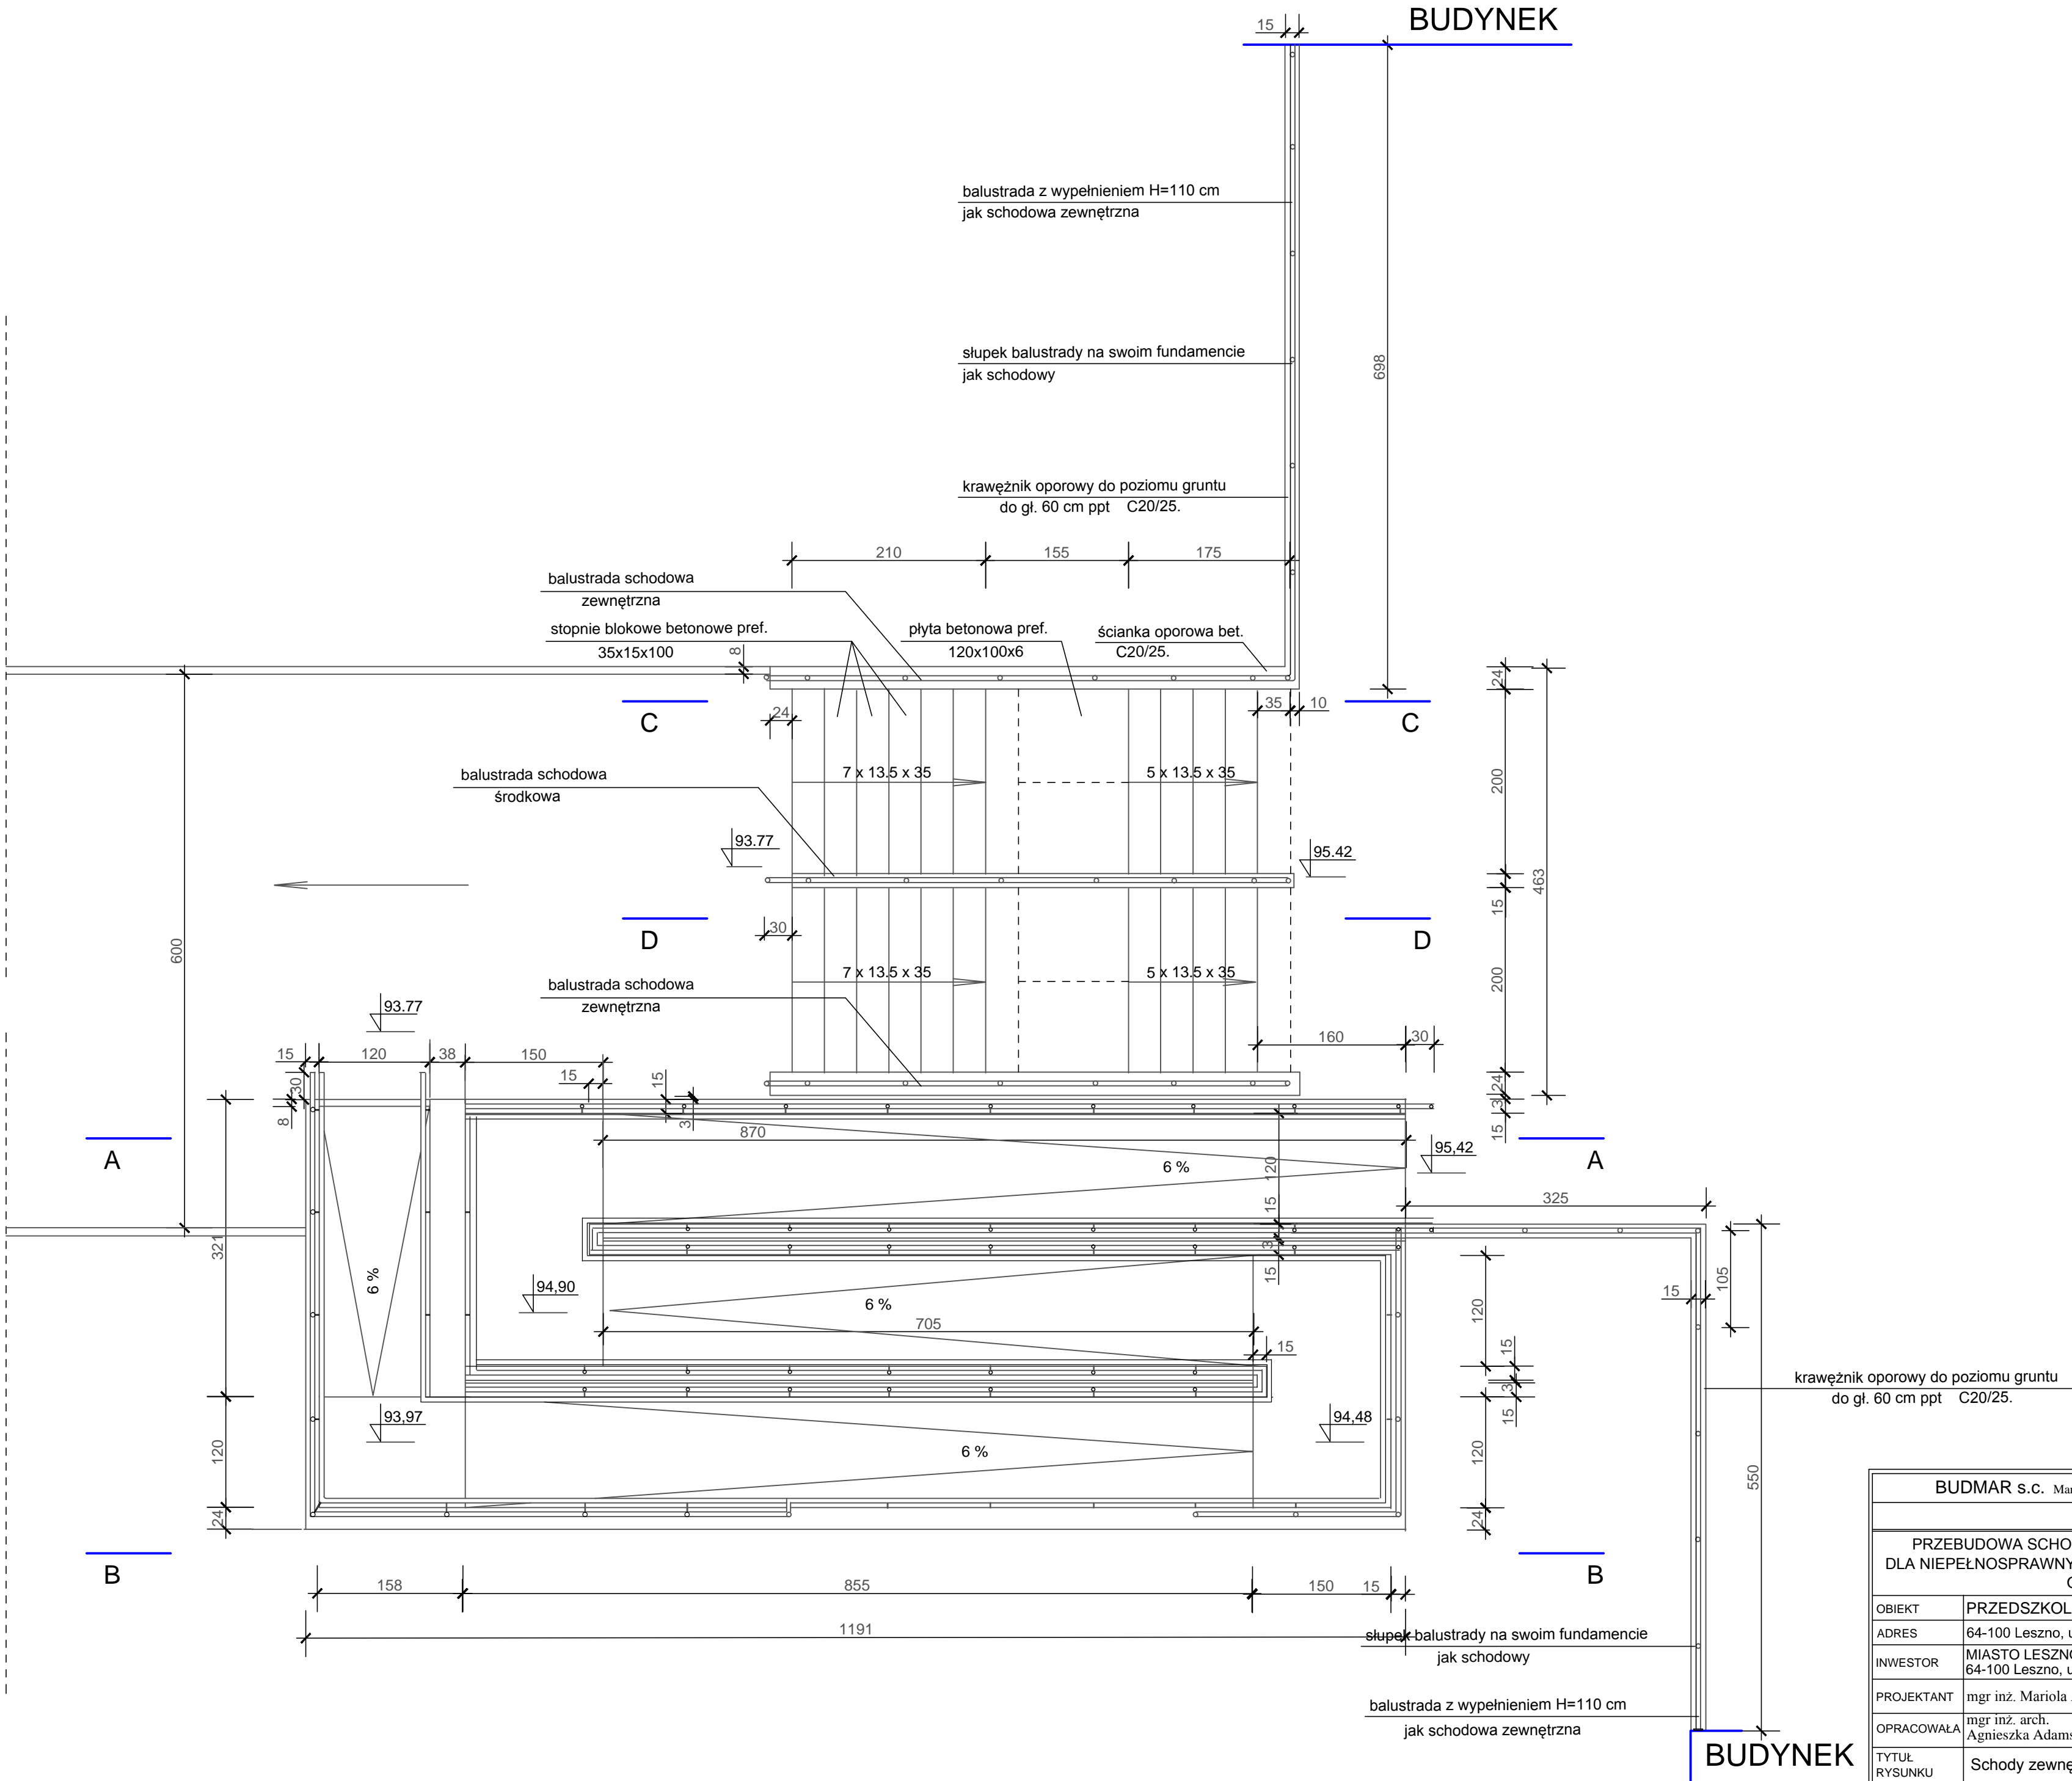 BUDYNEK
15
698
balustrada z wypełnieniem H=110 cm
jak schodowa zewnętrzna
słupek balustrady na swoim fundamencie
jak schodowy
krawężnik oporowy do poziomu gruntu
do gł. 60 cm ppt C20/25.
210 155 175
balustrada schodowa
zewnętrzna
stopnie blokowe betonowe pref.
35x15x100
płyta betonowa pref.
120x100x6
ścianka oporowa bet.
C20/25.
8
24
C
24
35 10
C
7 x 13.5 x 35
5 x 13.5 x 35
balustrada schodowa
środkowa
200
93.77
95.42
463
15
600
D
30
D
7 x 13.5 x 35
5 x 13.5 x 35
balustrada schodowa
zewnętrzna
200
93.77
160 30
15 120 38 150
15
15
30
8
3
24
3
15
870
A
A
95,42
6 %
120
15
325
321
3
15
105
15
6 %
94,90
6 %
120
705
15
15
3
15
krawężnik oporowy do poziomu gruntu
do gł. 60 cm ppt C20/25.
93,97
94,48
120
6 %
120
550
24
24
B
B
158 855 150 15
1191
słupek balustrady na swoim fundamencie
jak schodowy
balustrada z wypełnieniem H=110 cm
jak schodowa zewnętrzna
BUDYNEK
BUDMAR s.c.
DLA
OBIEKT
ADRES 64-100 Leszno,
INWESTOR MIASTO
64-100 Leszno,
PROJEKTANT mgr inż. Mariola
OPRACOWAŁA mgr inż. arch.
Agnieszka
TYTUŁ
RYSUNKU
Schody